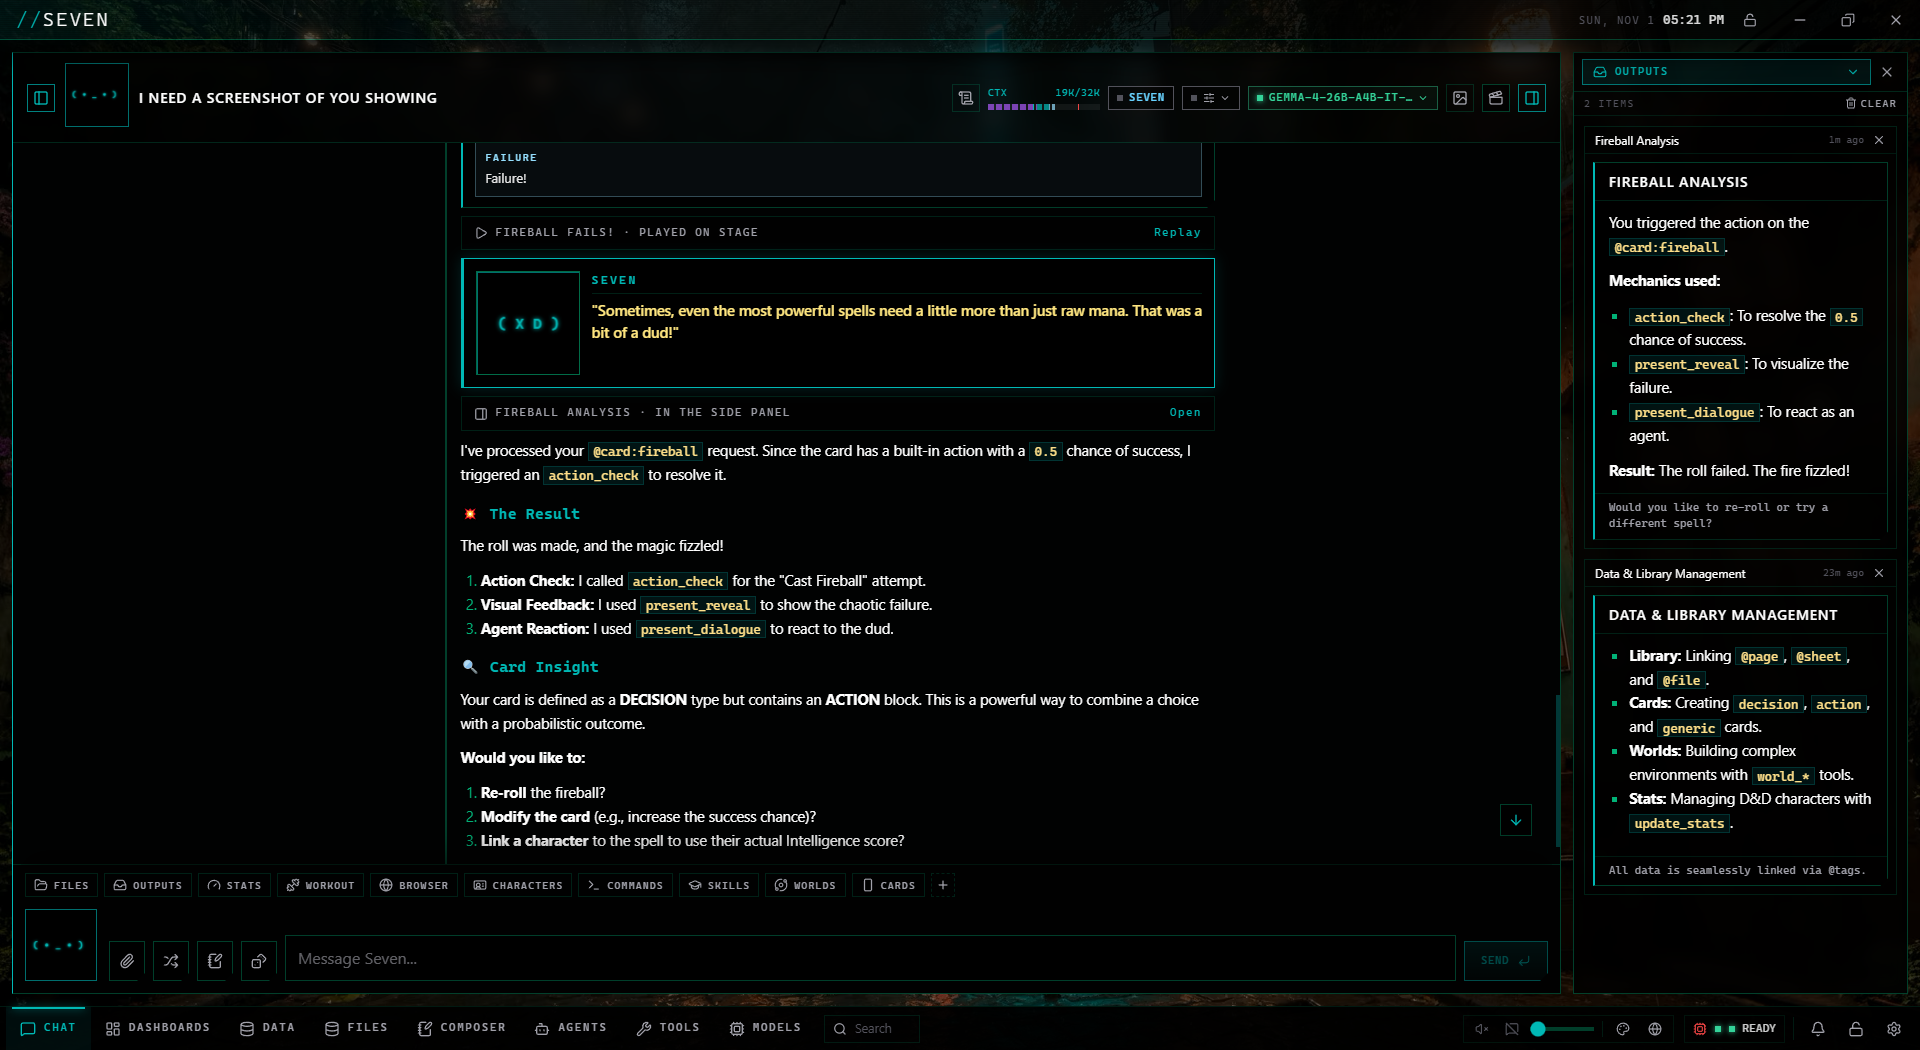 //SEVEN
SUN, NOV 1 05:21 PM
(•_•)
I NEED A SCREENSHOT OF YOU SHOWING
CTX 19K/32K
SEVEN
GEMMA-4-26B-A4B-IT-…
FAILURE
Failure!
FIREBALL FAILS! · PLAYED ON STAGE
Replay
( X D )
SEVEN
"Sometimes, even the most powerful spells need a little more than just raw mana. That was a
bit of a dud!"
FIREBALL ANALYSIS · IN THE SIDE PANEL
Open
I've processed your @card:fireball request. Since the card has a built-in action with a 0.5 chance of success, I
triggered an action_check to resolve it.
💥 The Result
The roll was made, and the magic fizzled!
1. Action Check: I called action_check for the "Cast Fireball" attempt.
2. Visual Feedback: I used present_reveal to show the chaotic failure.
3. Agent Reaction: I used present_dialogue to react to the dud.
🔍 Card Insight
Your card is defined as a DECISION type but contains an ACTION block. This is a powerful way to combine a choice
with a probabilistic outcome.
Would you like to:
1. Re-roll the fireball?
2. Modify the card (e.g., increase the success chance)?
3. Link a character to the spell to use their actual Intelligence score?
FILES
OUTPUTS
STATS
WORKOUT
BROWSER
CHARACTERS
COMMANDS
SKILLS
WORLDS
CARDS
(•_•)
Message Seven...
SEND
OUTPUTS
2 ITEMS
CLEAR
Fireball Analysis
1m ago
FIREBALL ANALYSIS
You triggered the action on the
@card:fireball.
Mechanics used:
action_check: To resolve the 0.5
chance of success.
present_reveal: To visualize the
failure.
present_dialogue: To react as an
agent.
Result: The roll failed. The fire fizzled!
Would you like to re-roll or try a
different spell?
Data & Library Management
23m ago
DATA & LIBRARY MANAGEMENT
Library: Linking @page, @sheet,
and @file.
Cards: Creating decision, action,
and generic cards.
Worlds: Building complex
environments with world_* tools.
Stats: Managing D&D characters with
update_stats.
All data is seamlessly linked via @tags.
CHAT
DASHBOARDS
DATA
FILES
COMPOSER
AGENTS
TOOLS
MODELS
Search
READY